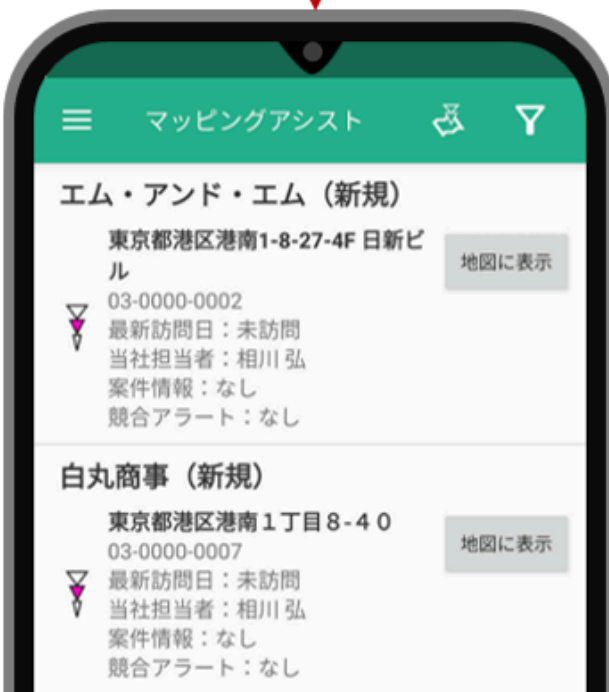 マッピングアシスト
エム・アンド・エム（新規）
東京都港区港南1-8-27-4F 日新ビ
ル
地図に表示
03-0000-0002
最新訪問日：未訪問
当社担当者：相川 弘
案件情報：なし
競合アラート：なし
白丸商事（新規）
東京都港区港南１丁目８-４０
地図に表示
03-0000-0007
最新訪問日：未訪問
当社担当者：相川 弘
案件情報：なし
競合アラート：なし